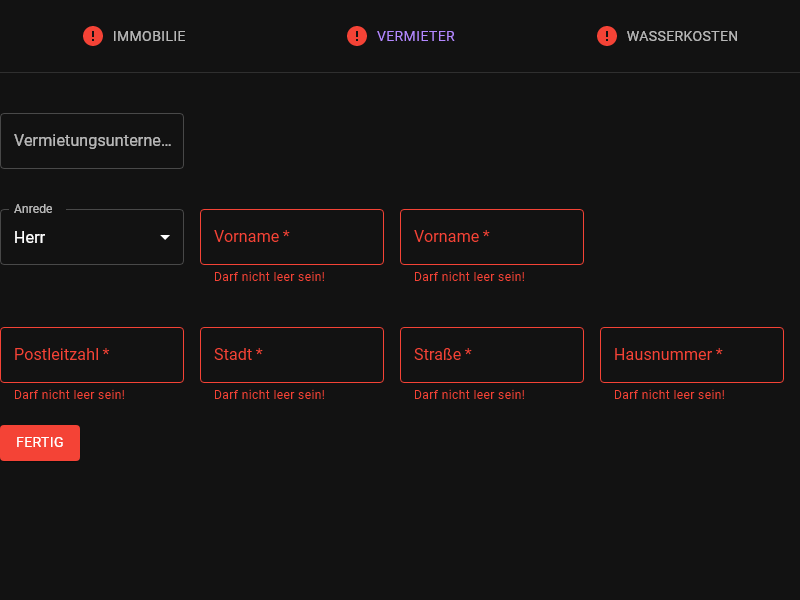 IMMOBILIE VERMIETER WASSERKOSTEN
Vermietungsunterne...
Anrede
Herr Vorname * Vorname *
Darf nicht leer sein! Darf nicht leer sein!
Postleitzahl * Stadt * Straße * Hausnummer *
Darf nicht leer sein! Darf nicht leer sein! Darf nicht leer sein! Darf nicht leer sein!
FERTIG